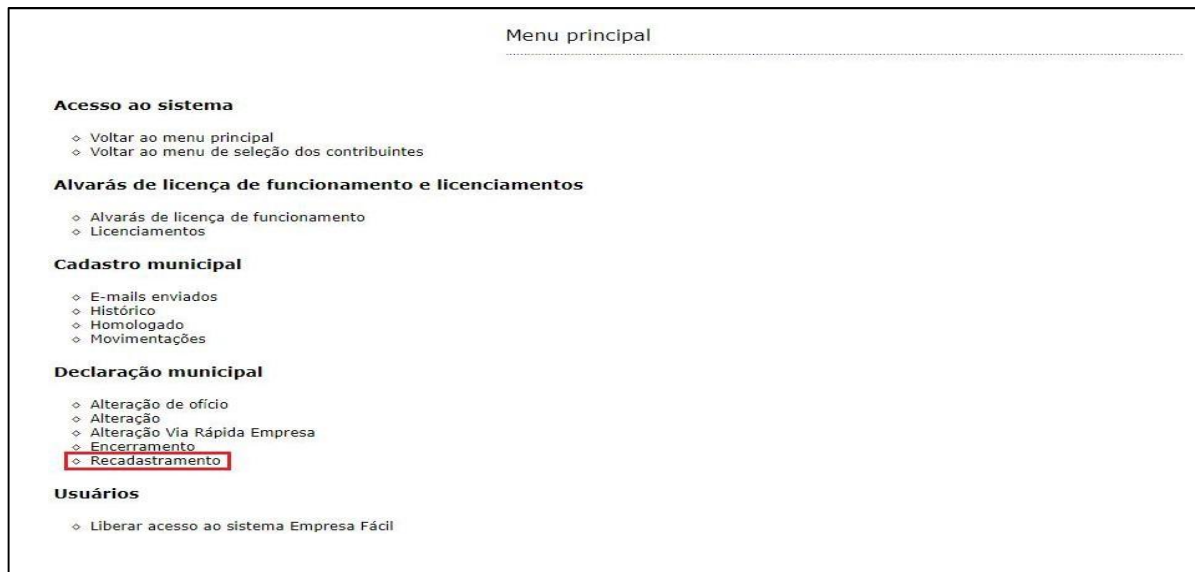 Menu principal
Acesso ao sistema
Voltar ao menu principal
Voltar ao menu de seleção dos contribuintes
Alvarás de licença de funcionamento e licenciamentos
Alvarás de licença de funcionamento
Licenciamentos
Cadastro municipal
E-mails enviados
Histórico
Homologado
Movimentações
Declaração municipal
Alteração de ofício
Alteração
Alteração Via Rápida Empresa
Encerramento
Recadastramento
Usuários
Liberar acesso ao sistema Empresa Fácil